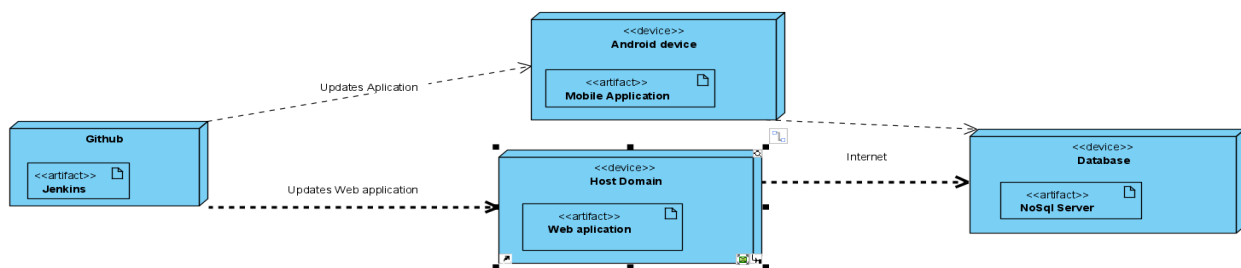 <<device>>
Android device
<<artifact>>
Mobile Application
Updates Aplication
Github
<<artifact>>
Jenkins
Updates Web application
<<device>>
Host Domain
<<artifact>>
Web aplication
Internet
<<device>>
Database
<<artifact>>
NoSql Server